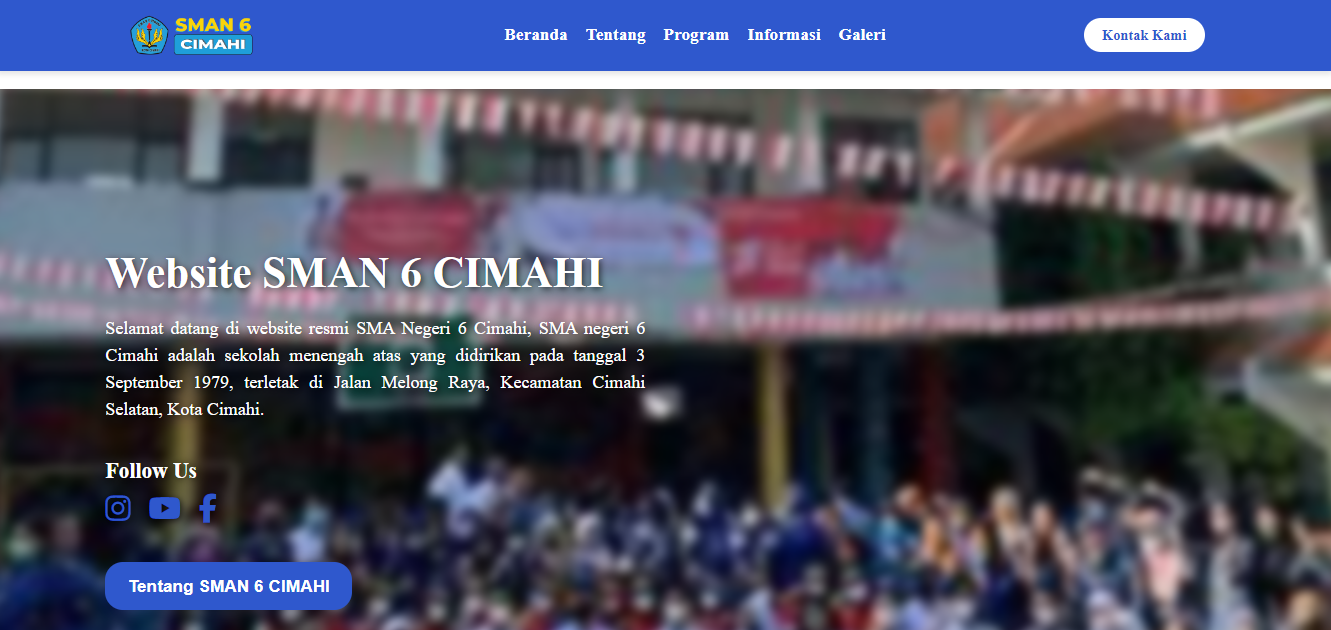 SMAN 6
CIMAHI
Beranda Tentang Program Informasi Galeri
Kontak Kami
Website SMAN 6 CIMAHI
Selamat datang di website resmi SMA Negeri 6 Cimahi, SMA negeri 6
Cimahi adalah sekolah menengah atas yang didirikan pada tanggal 3
September 1979, terletak di Jalan Melong Raya, Kecamatan Cimahi
Selatan, Kota Cimahi.
Follow Us
Tentang SMAN 6 CIMAHI